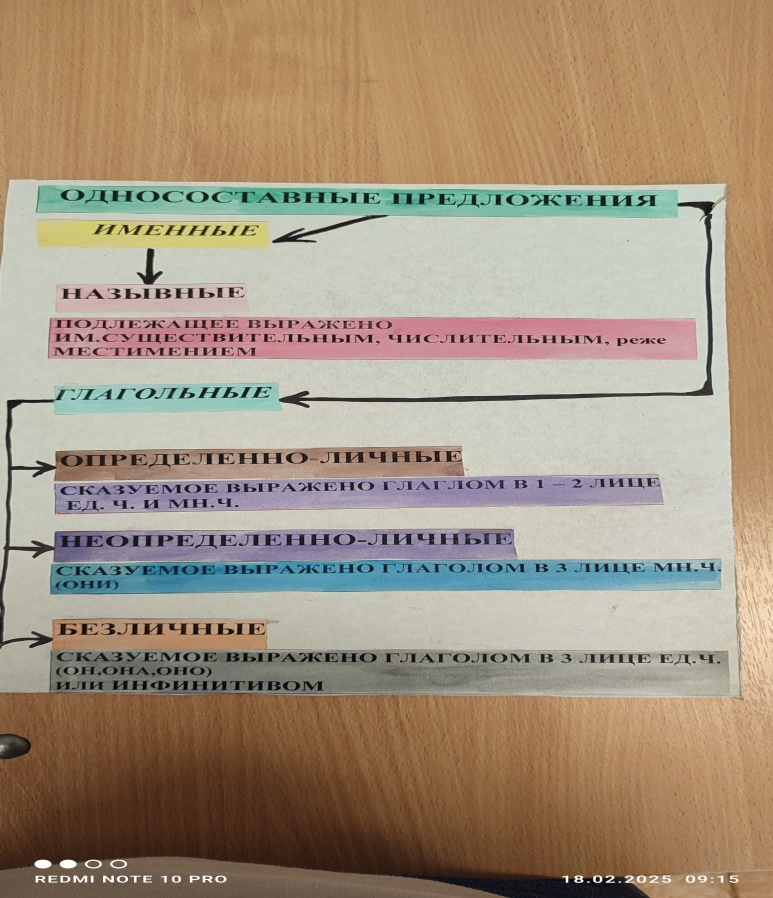 ОДНОСОСТАВНЫЕ ПРЕДЛОЖЕНИЯ
ИМЕННЫЕ
НАЗЫВНЫЕ
ПОДЛЕЖАЩЕЕ ВЫРАЖЕНО
ИМ.СУЩЕСТВИТЕЛЬНЫМ, ЧИСЛИТЕЛЬНЫМ, реже
МЕСТИМЕНИЕМ
ГЛАГОЛЬНЫЕ
ОПРЕДЕЛЕННО-ЛИЧНЫЕ
СКАЗУЕМОЕ ВЫРАЖЕНО ГЛАГЛОМ В 1 – 2 ЛИЦЕ
ЕД. Ч. И МН.Ч.
НЕОПРЕДЕЛЕННО-ЛИЧНЫЕ
СКАЗУЕМОЕ ВЫРАЖЕНО ГЛАГОЛОМ В 3 ЛИЦЕ МН.Ч.
(ОНИ)
БЕЗЛИЧНЫЕ
СКАЗУЕМОЕ ВЫРАЖЕНО ГЛАГОЛОМ В 3 ЛИЦЕ ЕД.Ч.
(ОН,ОНА,ОНО)
или ИНФИНИТИВОМ
REDMI NOTE 10 PRO
18.02.2025 09:15